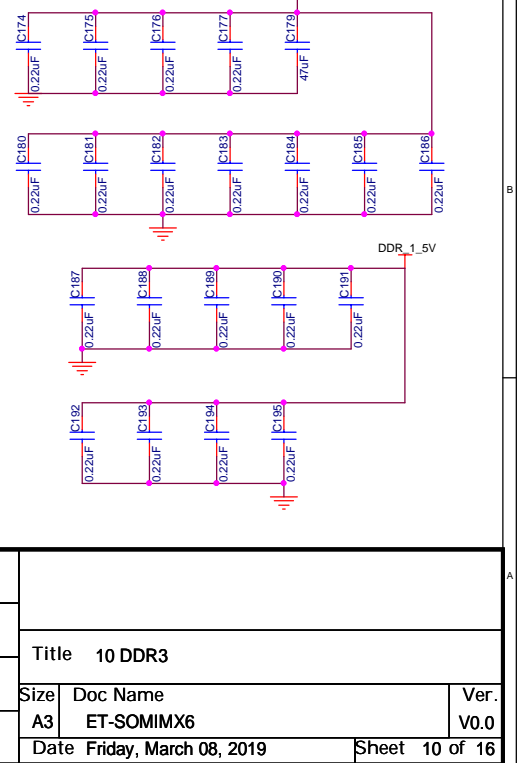 C174 C175 C176 C177 C179
0.22uF 0.22uF 0.22uF 0.22uF 47uF
C180 C181 C182 C183 C184 C185 C186
0.22uF 0.22uF 0.22uF 0.22uF 0.22uF 0.22uF 0.22uF
B
DDR_1_5V
C187 C188 C189 C190 C191
0.22uF 0.22uF 0.22uF 0.22uF 0.22uF
C192 C193 C194 C195
0.22uF 0.22uF 0.22uF 0.22uF
A
Title 10 DDR3
Size Doc Name Ver.
A3 ET-SOMIMX6 V0.0
Date Friday, March 08, 2019 Sheet 10 of 16